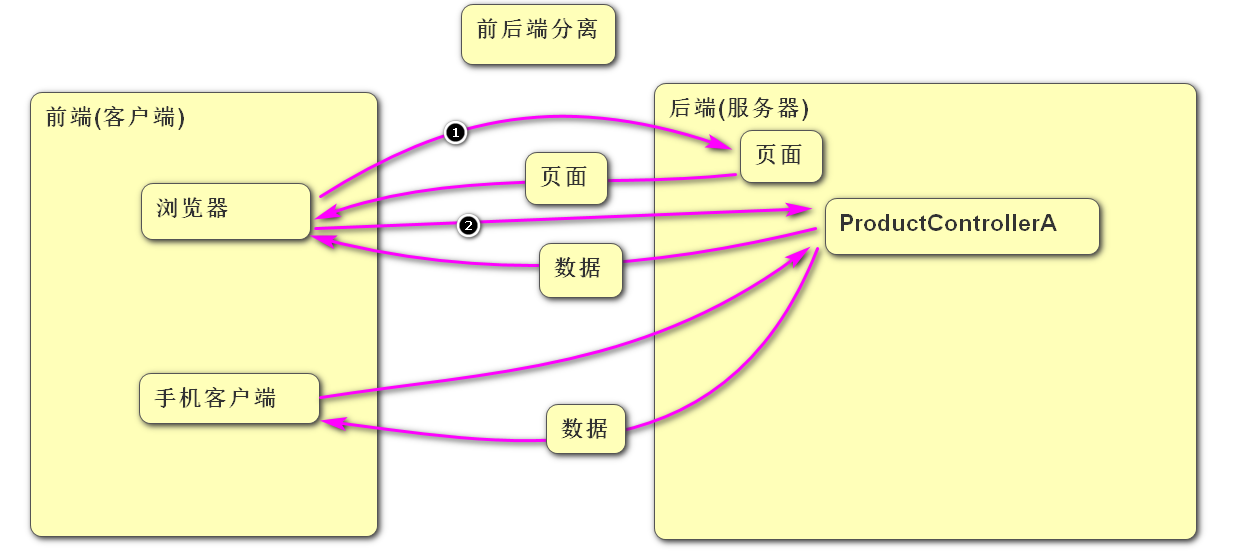 前后端分离
前端(客户端)
后端(服务器)
1
页面
页面
浏览器
2
ProductControllerA
数据
手机客户端
数据